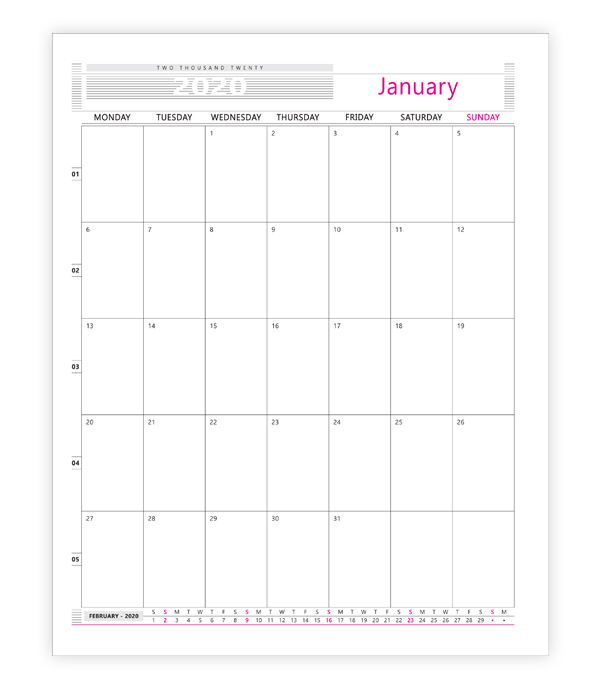 TWO THOUSAND TWENTY
2020
January
MONDAY TUESDAY WEDNESDAY THURSDAY FRIDAY SATURDAY SUNDAY
1 2 3 4 5
01
6 7 8 9 10 11 12
02
13 14 15 16 17 18 19
03
20 21 22 23 24 25 26
04
27 28 29 30 31
05
S S M T W T F S S M T W T F S S M T W T F S S M T W T F S S M
FEBRUARY - 2020
1 2 3 4 5 6 7 8 9 10 11 12 13 14 15 16 17 18 19 20 21 22 23 24 25 26 27 28 29 • •